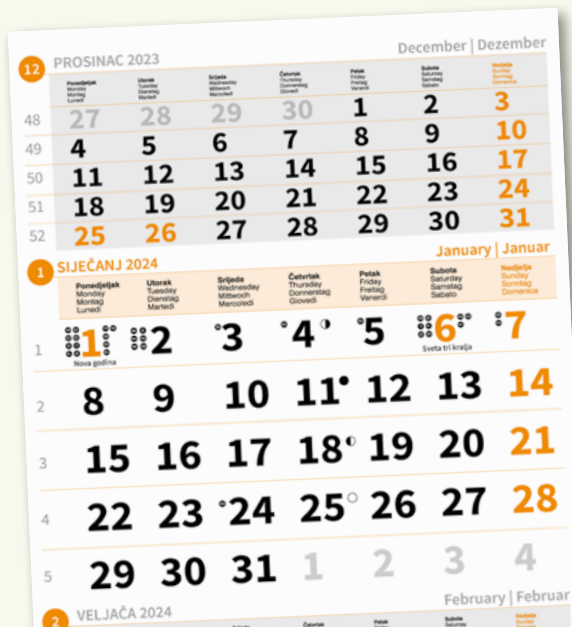 12 PROSINAC 2023 December | Dezember
Ponedjeljak Utorak Srijeda Četvrtak Petak Subota Nedjelja
Monday Tuesday Wednesday Thursday Friday Saturday Sunday
Montag Dienstag Mittwoch Donnerstag Freitag Samstag Sonntag
Lunedì Martedì Mercoledì Giovedì Venerdì Sabato Domenica
48 27 28 29 30 1 2 3
49 4 5 6 7 8 9 10
50 11 12 13 14 15 16 17
51 18 19 20 21 22 23 24
52 25 26 27 28 29 30 31
1 SIJEČANJ 2024 January | Januar
Ponedjeljak Utorak Srijeda Četvrtak Petak Subota Nedjelja
Monday Tuesday Wednesday Thursday Friday Saturday Sunday
Montag Dienstag Mittwoch Donnerstag Freitag Samstag Sonntag
Lunedì Martedì Mercoledì Giovedì Venerdì Sabato Domenica
1 1 2 3 4 5 6 7
Nova godina Sveta tri kralja
2 8 9 10 11 12 13 14
3 15 16 17 18 19 20 21
4 22 23 24 25 26 27 28
5 29 30 31 1 2 3 4
2 VELJAČA 2024 February | Februar
Srijeda Četvrtak Petak Subota Nedjelja